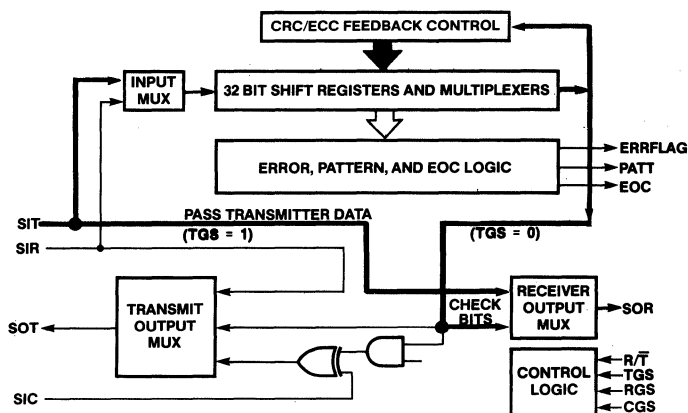 CRC/ECC FEEDBACK CONTROL
INPUT
MUX
32 BIT SHIFT REGISTERS AND MULTIPLEXERS
ERROR, PATTERN, AND EOC LOGIC
ERRFLAG
PATT
EOC
SIT
PASS TRANSMITTER DATA
(TGS = 1)
(TGS = 0)
SIR
TRANSMIT
OUTPUT
MUX
CHECK
BITS
RECEIVER
OUTPUT
MUX
SOR
SOT
SIC
CONTROL
LOGIC
R/T̅
TGS
RGS
CGS